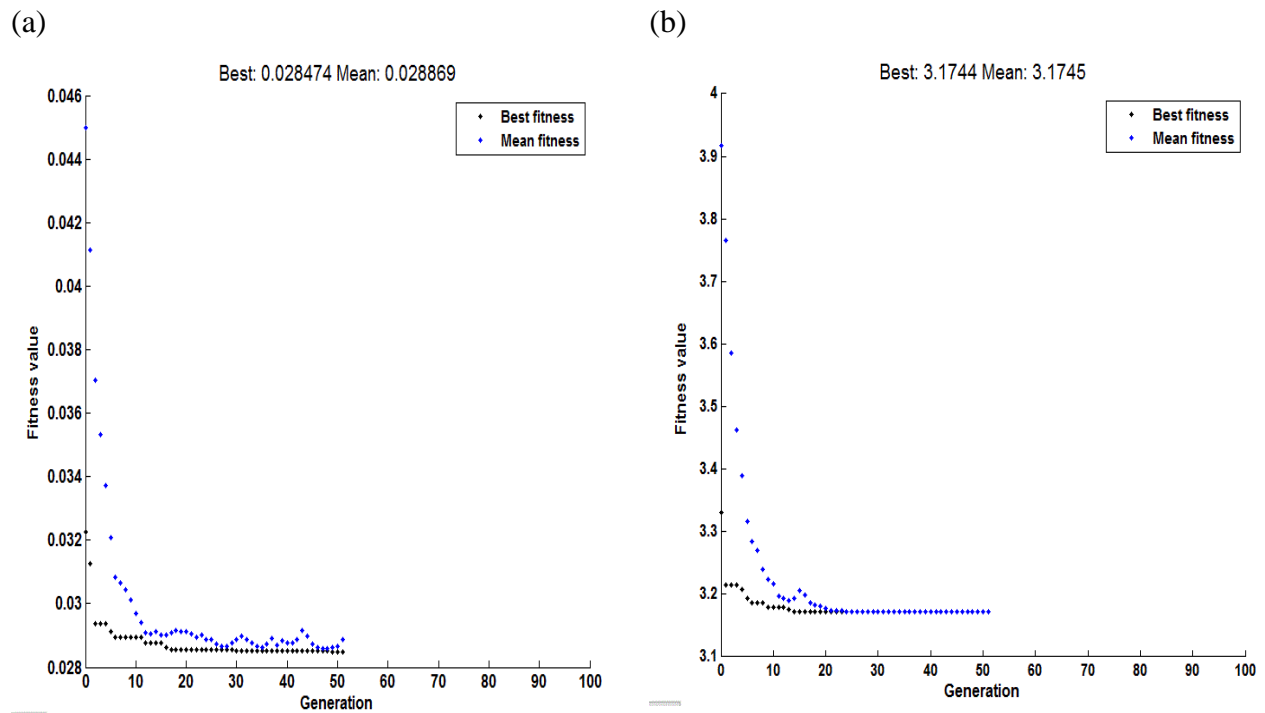 (a)
Best: 0.028474 Mean: 0.028869
Best fitness
Mean fitness
0.046
0.044
0.042
0.04
0.038
0.036
0.034
0.032
0.03
0.028
Fitness value
0 10 20 30 40 50 60 70 80 90 100
Generation
(b)
Best: 3.1744 Mean: 3.1745
Best fitness
Mean fitness
4
3.9
3.8
3.7
3.6
3.5
3.4
3.3
3.2
3.1
Fitness value
0 10 20 30 40 50 60 70 80 90 100
Generation